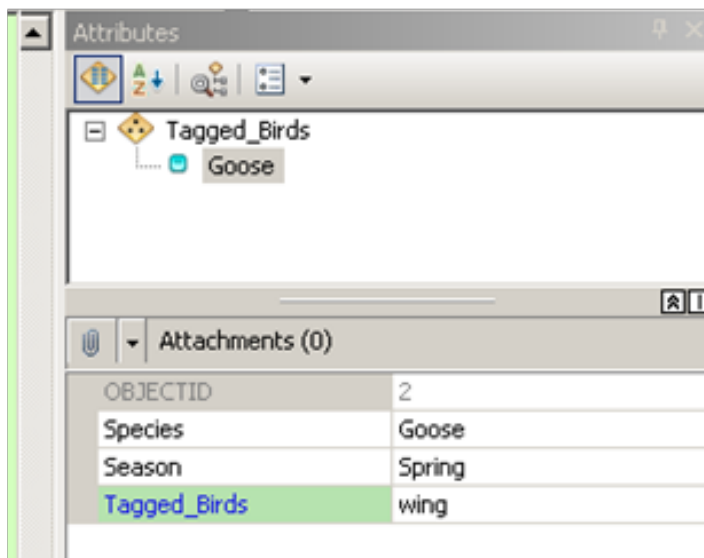 Attributes
Tagged_Birds
Goose
Attachments (0)
OBJECTID 2
Species Goose
Season Spring
Tagged_Birds wing